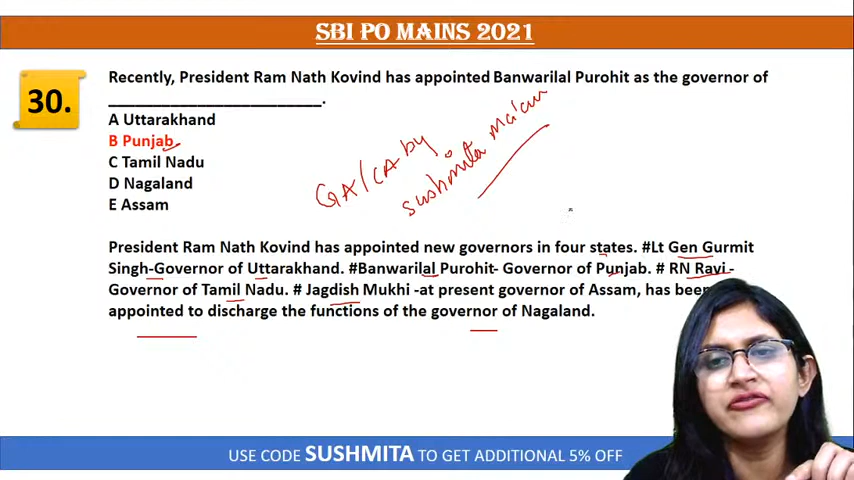 SBI PO MAINS 2021
30.
Recently, President Ram Nath Kovind has appointed Banwarilal Purohit as the governor of
______________________.
A Uttarakhand
B Punjab
C Tamil Nadu
D Nagaland
E Assam
GA/CA by
sushmita Ma'am
President Ram Nath Kovind has appointed new governors in four states. #Lt Gen Gurmit
Singh-Governor of Uttarakhand. #Banwarilal Purohit- Governor of Punjab. # RN Ravi -
Governor of Tamil Nadu. # Jagdish Mukhi -at present governor of Assam, has been
appointed to discharge the functions of the governor of Nagaland.
USE CODE SUSHMITA TO GET ADDITIONAL 5% OFF